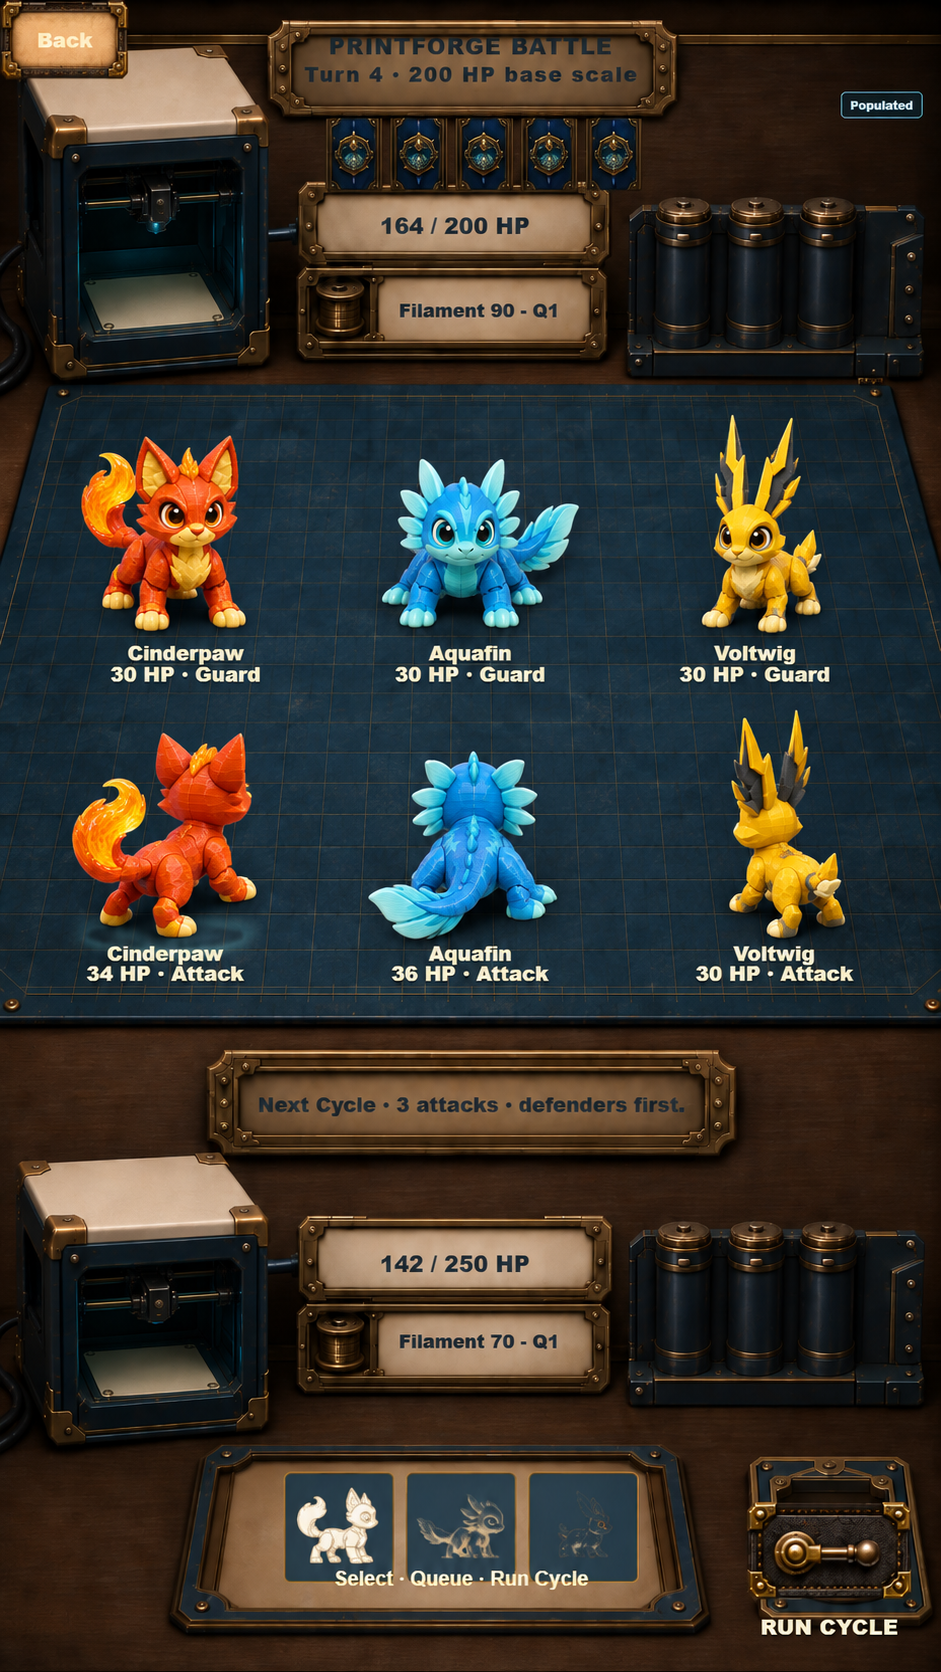 Back
PRINTFORGE BATTLE
Turn 4 • 200 HP base scale
Populated
164 / 200 HP
Filament 90 - Q1
Cinderpaw
30 HP • Guard
Aquafin
30 HP • Guard
Voltwig
30 HP • Guard
Cinderpaw
34 HP • Attack
Aquafin
36 HP • Attack
Voltwig
30 HP • Attack
Next Cycle • 3 attacks • defenders first.
142 / 250 HP
Filament 70 - Q1
Select · Queue · Run Cycle
RUN CYCLE